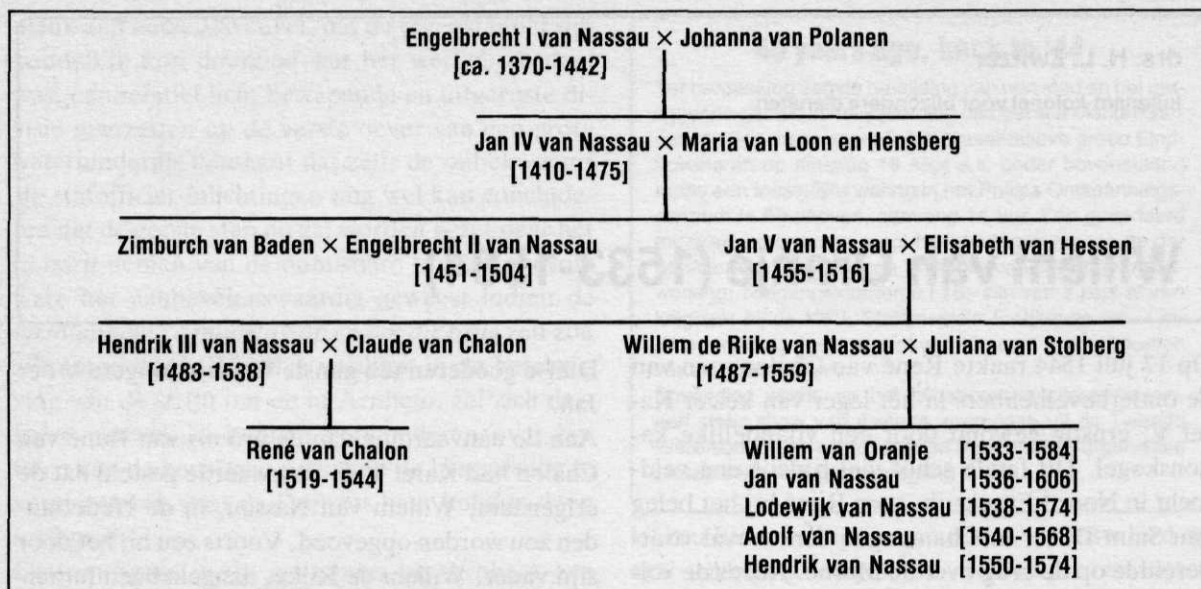 Engelbrecht I van Nassau × Johanna van Polanen
[ca. 1370-1442]
Jan IV van Nassau × Maria van Loon en Hensberg
[1410-1475]
Zimburch van Baden × Engelbrecht II van Nassau
[1451-1504]
Jan V van Nassau × Elisabeth van Hessen
[1455-1516]
Hendrik III van Nassau × Claude van Chalon
[1483-1538]
Willem de Rijke van Nassau × Juliana van Stolberg
[1487-1559]
René van Chalon
[1519-1544]
Willem van Oranje [1533-1584]
Jan van Nassau [1536-1606]
Lodewijk van Nassau [1538-1574]
Adolf van Nassau [1540-1568]
Hendrik van Nassau [1550-1574]